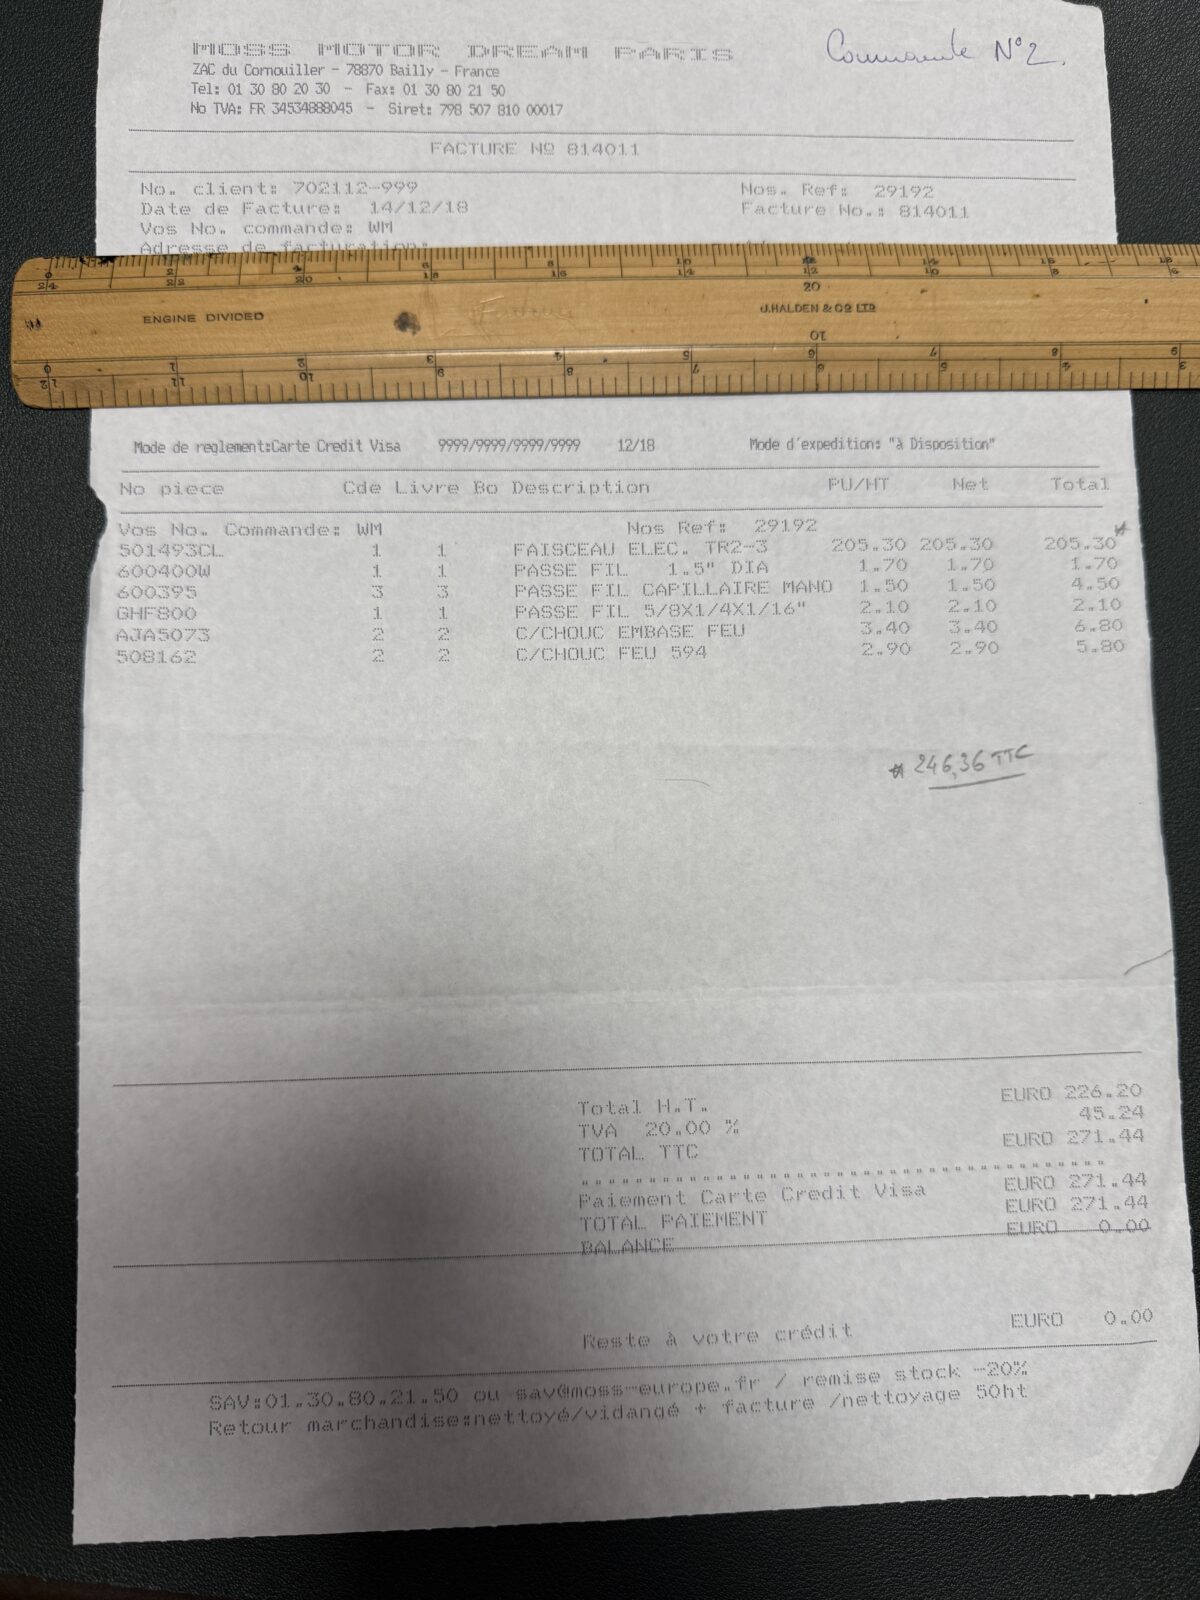 MOSS MOTOR DREAM PARIS
Commande N°2.
ZAC du Cornouiller - 78870 Bailly - France
Tel: 01 30 80 20 30 - Fax: 01 30 80 21 50
No TVA: FR 34534888045 - Siret: 798 507 810 00017
FACTURE Nº 814011
No. client: 702112-999 Nos. Ref: 29192
Date de Facture: 14/12/18 Facture No.: 814011
Vos No. commande: WM
Adresse de facturation:
ENGINE DIVIDED J.HALDEN & CO LTD
Mode de reglement:Carte Credit Visa 9999/9999/9999/9999 12/18 Mode d'expedition: "à Disposition"
No piece Cde Livre Bo Description PU/HT Net Total
Vos No. Commande: WM Nos Ref: 29192
501493CL 1 1 FAISCEAU ELEC. TR2-3 205.30 205.30 205.30*
600400W 1 1 PASSE FIL 1.5" DIA 1.70 1.70 1.70
600395 3 3 PASSE FIL CAPILLAIRE MANO 1.50 1.50 4.50
GHF800 1 1 PASSE FIL 5/8X1/4X1/16" 2.10 2.10 2.10
AJA5073 2 2 C/CHOUC EMBASE FEU 3.40 3.40 6.80
508162 2 2 C/CHOUC FEU 594 2.90 2.90 5.80
* 246,36 TTC
Total H.T. EURO 226.20
TVA 20.00 % 45.24
TOTAL TTC EURO 271.44
Paiement Carte Credit Visa EURO 271.44
TOTAL PAIEMENT EURO 271.44
BALANCE EURO 0.00
Reste à votre crédit EURO 0.00
SAV:01.30.80.21.50 ou sav@moss-europe.fr / remise stock -20%
Retour marchandise:nettoyé/vidangé + facture /nettoyage 50ht